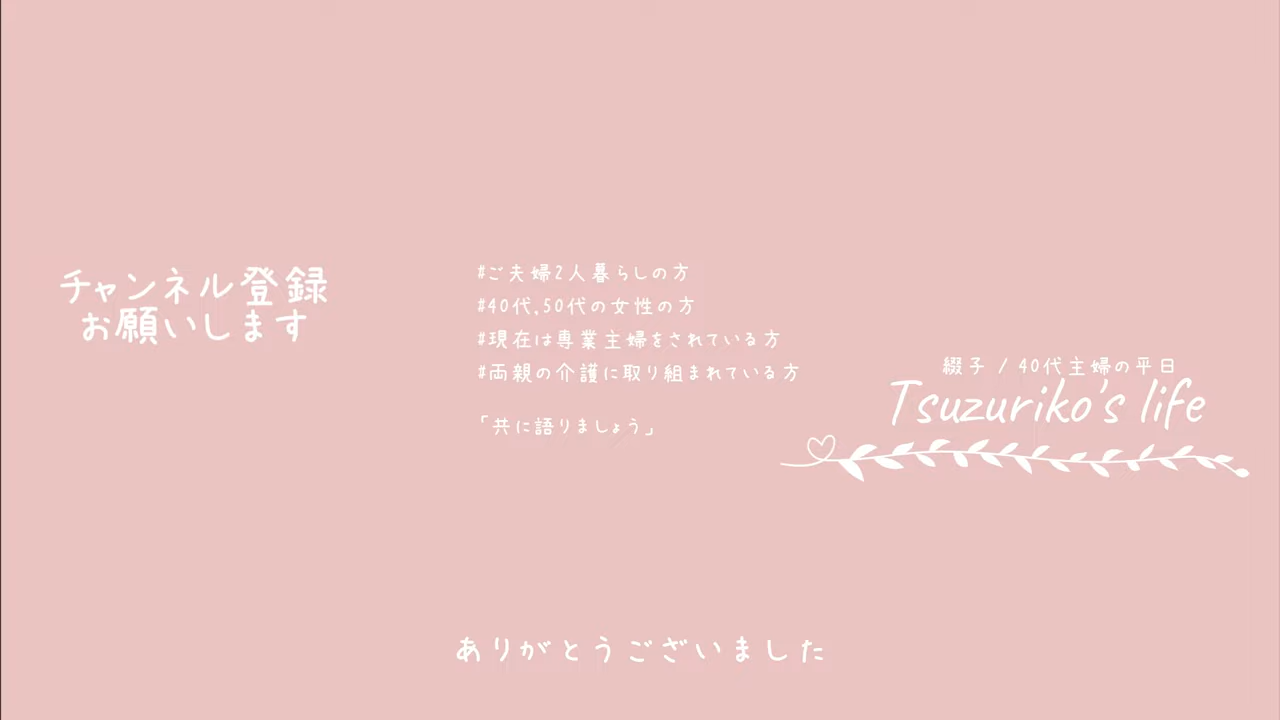 チャンネル登録
お願いします
#ご夫婦2人暮らしの方
#40代,50代の女性の方
#現在は専業主婦をされている方
#両親の介護に取り組まれている方
「共に語りましょう」
綴子 / 40代主婦の平日
Tsuzuriko's life
ありがとうございました